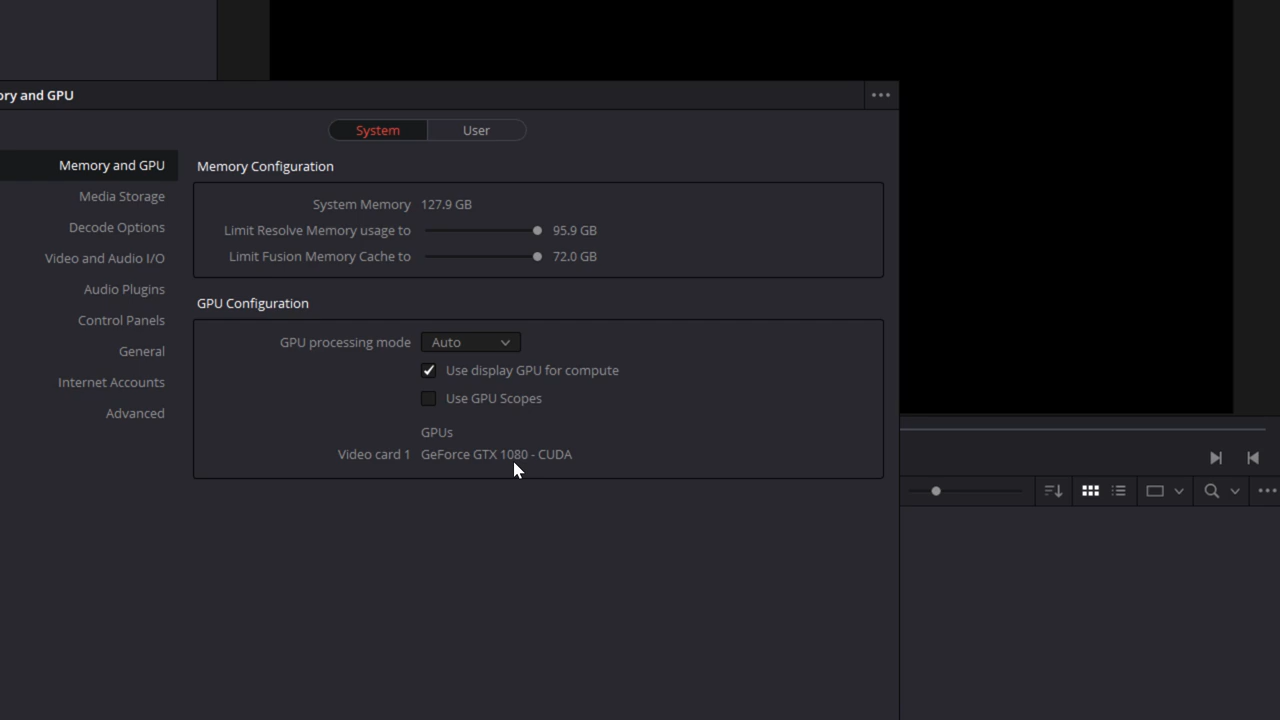 ory and GPU
System User
Memory and GPU
Media Storage
Decode Options
Video and Audio I/O
Audio Plugins
Control Panels
General
Internet Accounts
Advanced
Memory Configuration
System Memory 127.9 GB
Limit Resolve Memory usage to 95.9 GB
Limit Fusion Memory Cache to 72.0 GB
GPU Configuration
GPU processing mode Auto
Use display GPU for compute
Use GPU Scopes
GPUs
Video card 1 GeForce GTX 1080 - CUDA